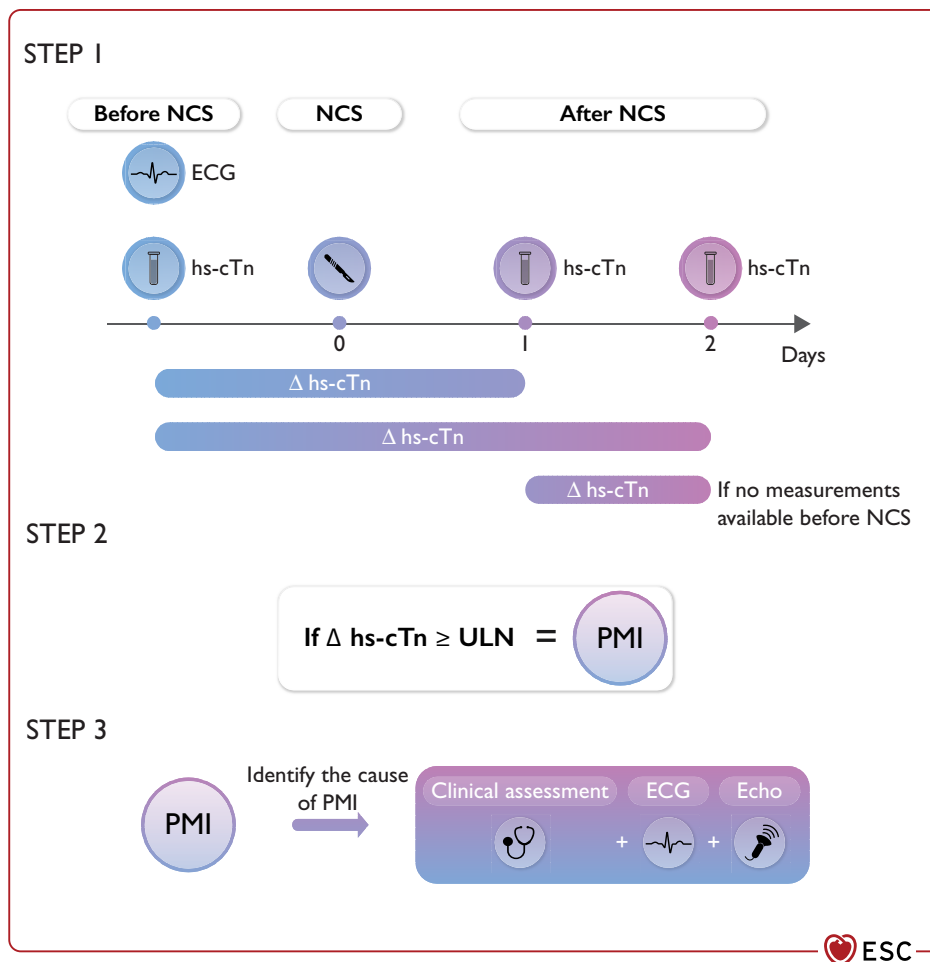 STEP 1
Before NCS
NCS
After NCS
ECG
hs-cTn
hs-cTn
hs-cTn
0
1
2
Days
Δ hs-cTn
Δ hs-cTn
Δ hs-cTn
If no measurements
available before NCS
STEP 2
If Δ hs-cTn ≥ ULN = PMI
STEP 3
PMI
Identify the cause
of PMI
Clinical assessment
ECG
Echo
+
+
ESC